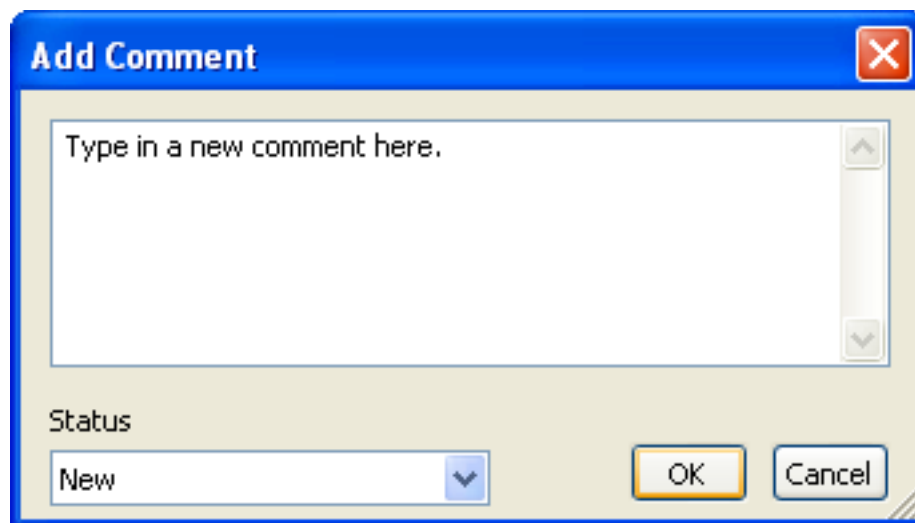 Add Comment
Type in a new comment here.
Status
New
OK Cancel